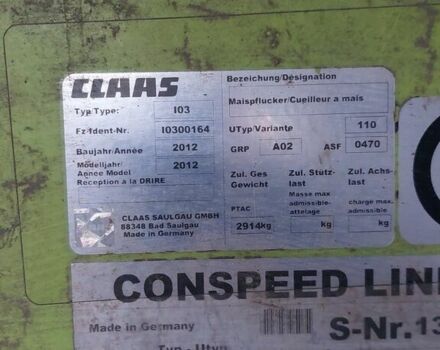 CLAAS
Bezeichung/Désignation
Maispflucker/Cueilleur a mais
Typ Type: I03
Fz-Ident-Nr. I0300164
UTyp/Variante 110
Baujahr/Année 2012
GRP A02 ASF 0470
Modelljahr/ 2012
Année Model
Reception a la DRIRE
Zul. Ges. Gewicht
Zul. Stütz-last
Zul. Achs-last
PTAC
Masse max admissible-attelage
charge max. admissible.
2914kg kg kg
CLAAS SAULGAU GMBH
88348 Bad Saulgau
Made in Germany
CONSPEED LIN
Made in Germany
S-Nr.13
Typ - Utyp